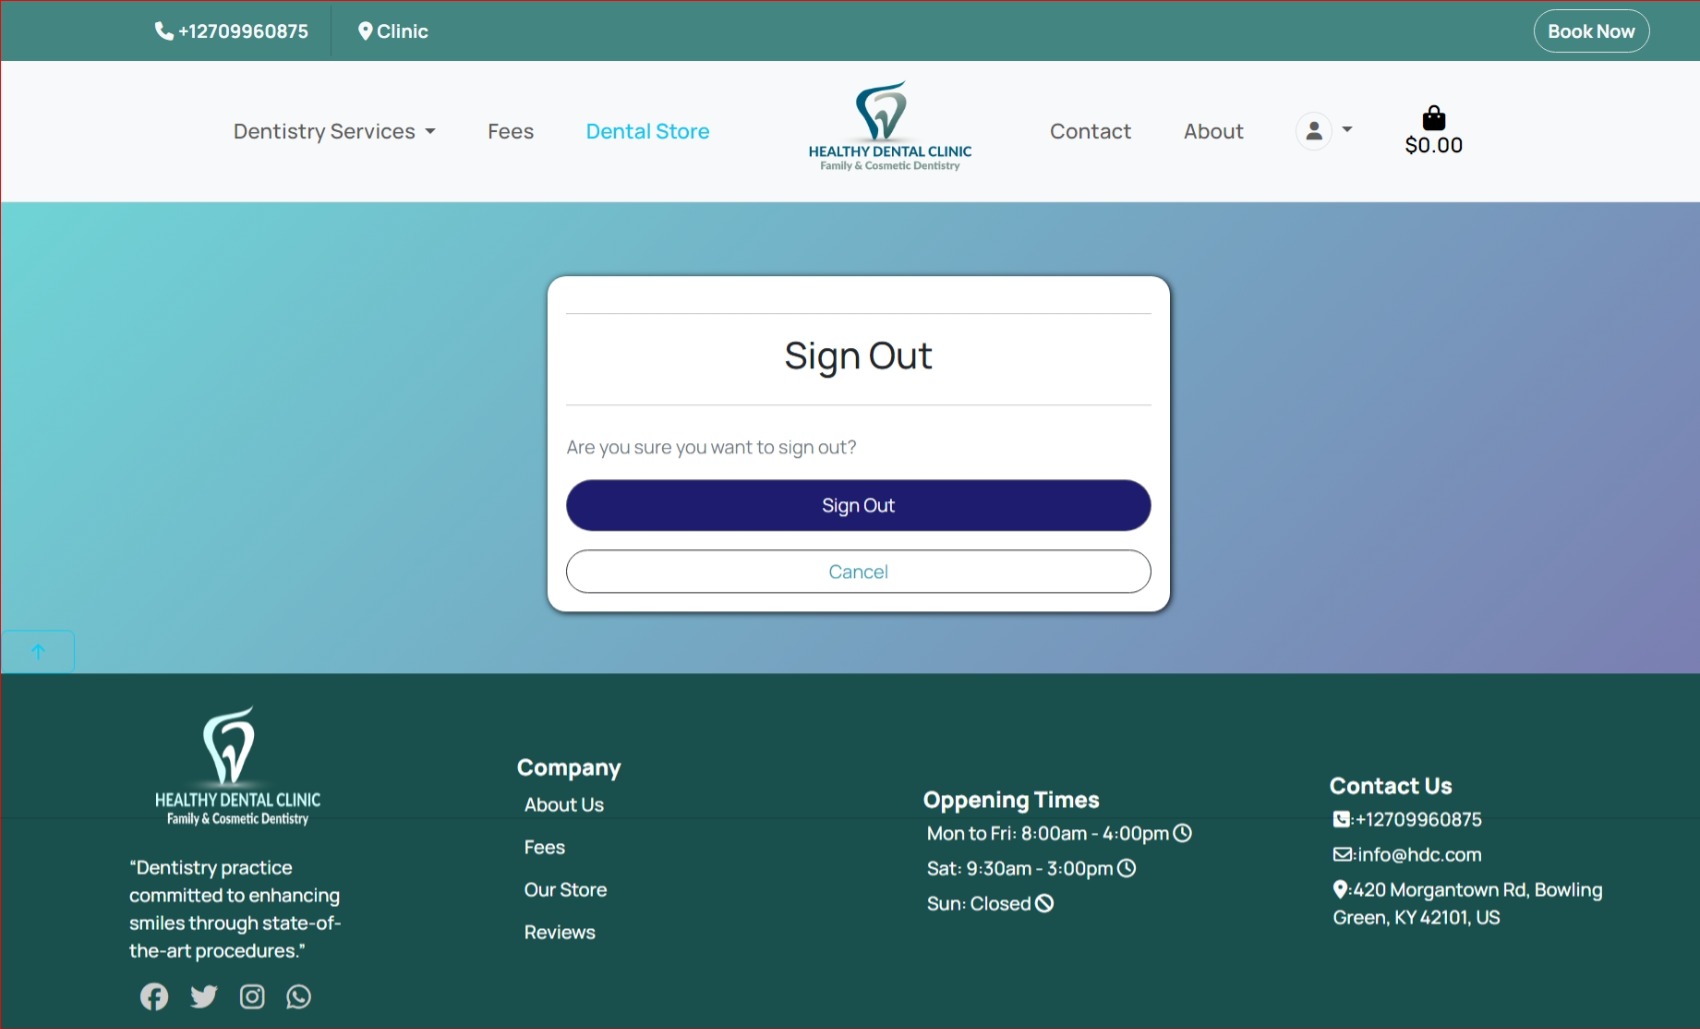 +12709960875
Clinic
Book Now
Dentistry Services
Fees
Dental Store
HEALTHY DENTAL CLINIC
Family & Cosmetic Dentistry
Contact
About
$0.00
Sign Out
Are you sure you want to sign out?
Sign Out
Cancel
HEALTHY DENTAL CLINIC
Family & Cosmetic Dentistry
“Dentistry practice
committed to enhancing
smiles through state-of-
the-art procedures.”
Company
About Us
Fees
Our Store
Reviews
Oppening Times
Mon to Fri: 8:00am - 4:00pm
Sat: 9:30am - 3:00pm
Sun: Closed
Contact Us
:+12709960875
:info@hdc.com
:420 Morgantown Rd, Bowling
Green, KY 42101, US